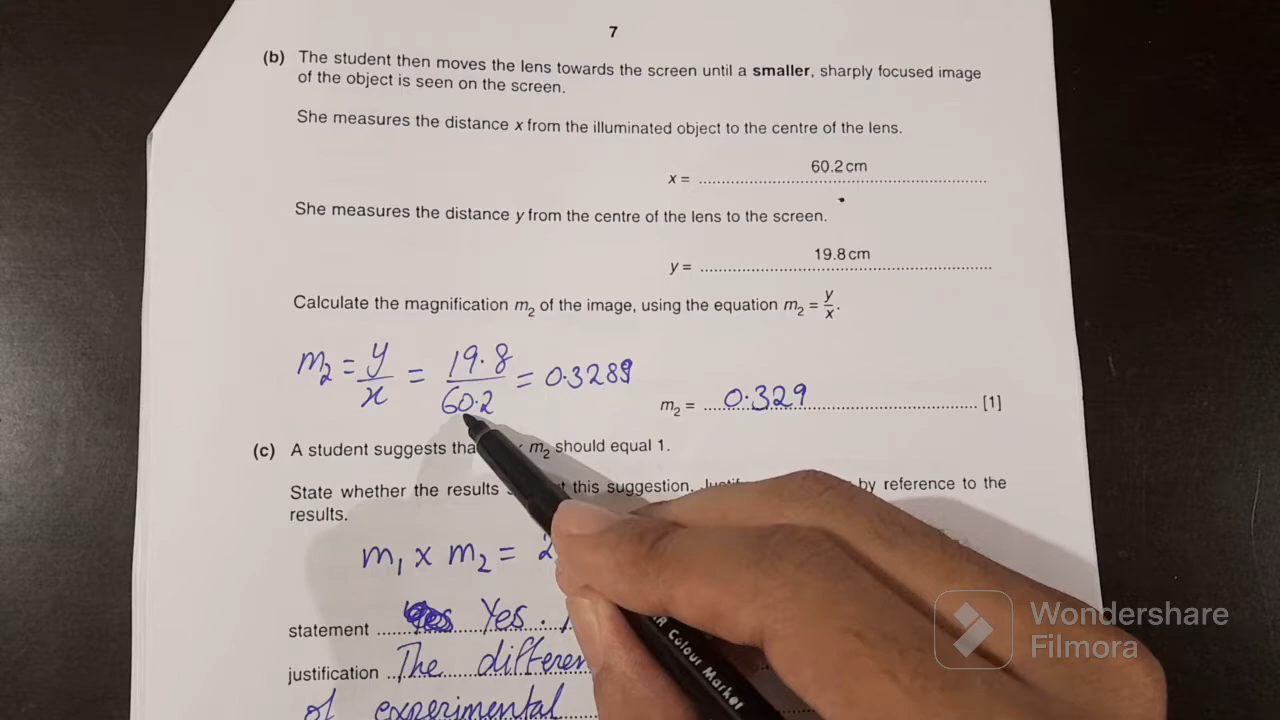 7
(b) The student then moves the lens towards the screen until a smaller, sharply focused image
of the object is seen on the screen.
She measures the distance x from the illuminated object to the centre of the lens.
60.2 cm
x = ........................................
She measures the distance y from the centre of the lens to the screen.
19.8 cm
y = ........................................
Calculate the magnification m₂ of the image, using the equation m₂ = y/x.
m₂ = y/x = 19.8/60.2 = 0.3289
m₂ = 0.329 [1]
(c) A student suggests m₂ should equal 1.
State whether the results this suggestion. by reference to the
results.
m₁ x m₂ = 2
statement Yes.
justification The
of experimental
Wondershare
Filmora
R Colour Marker